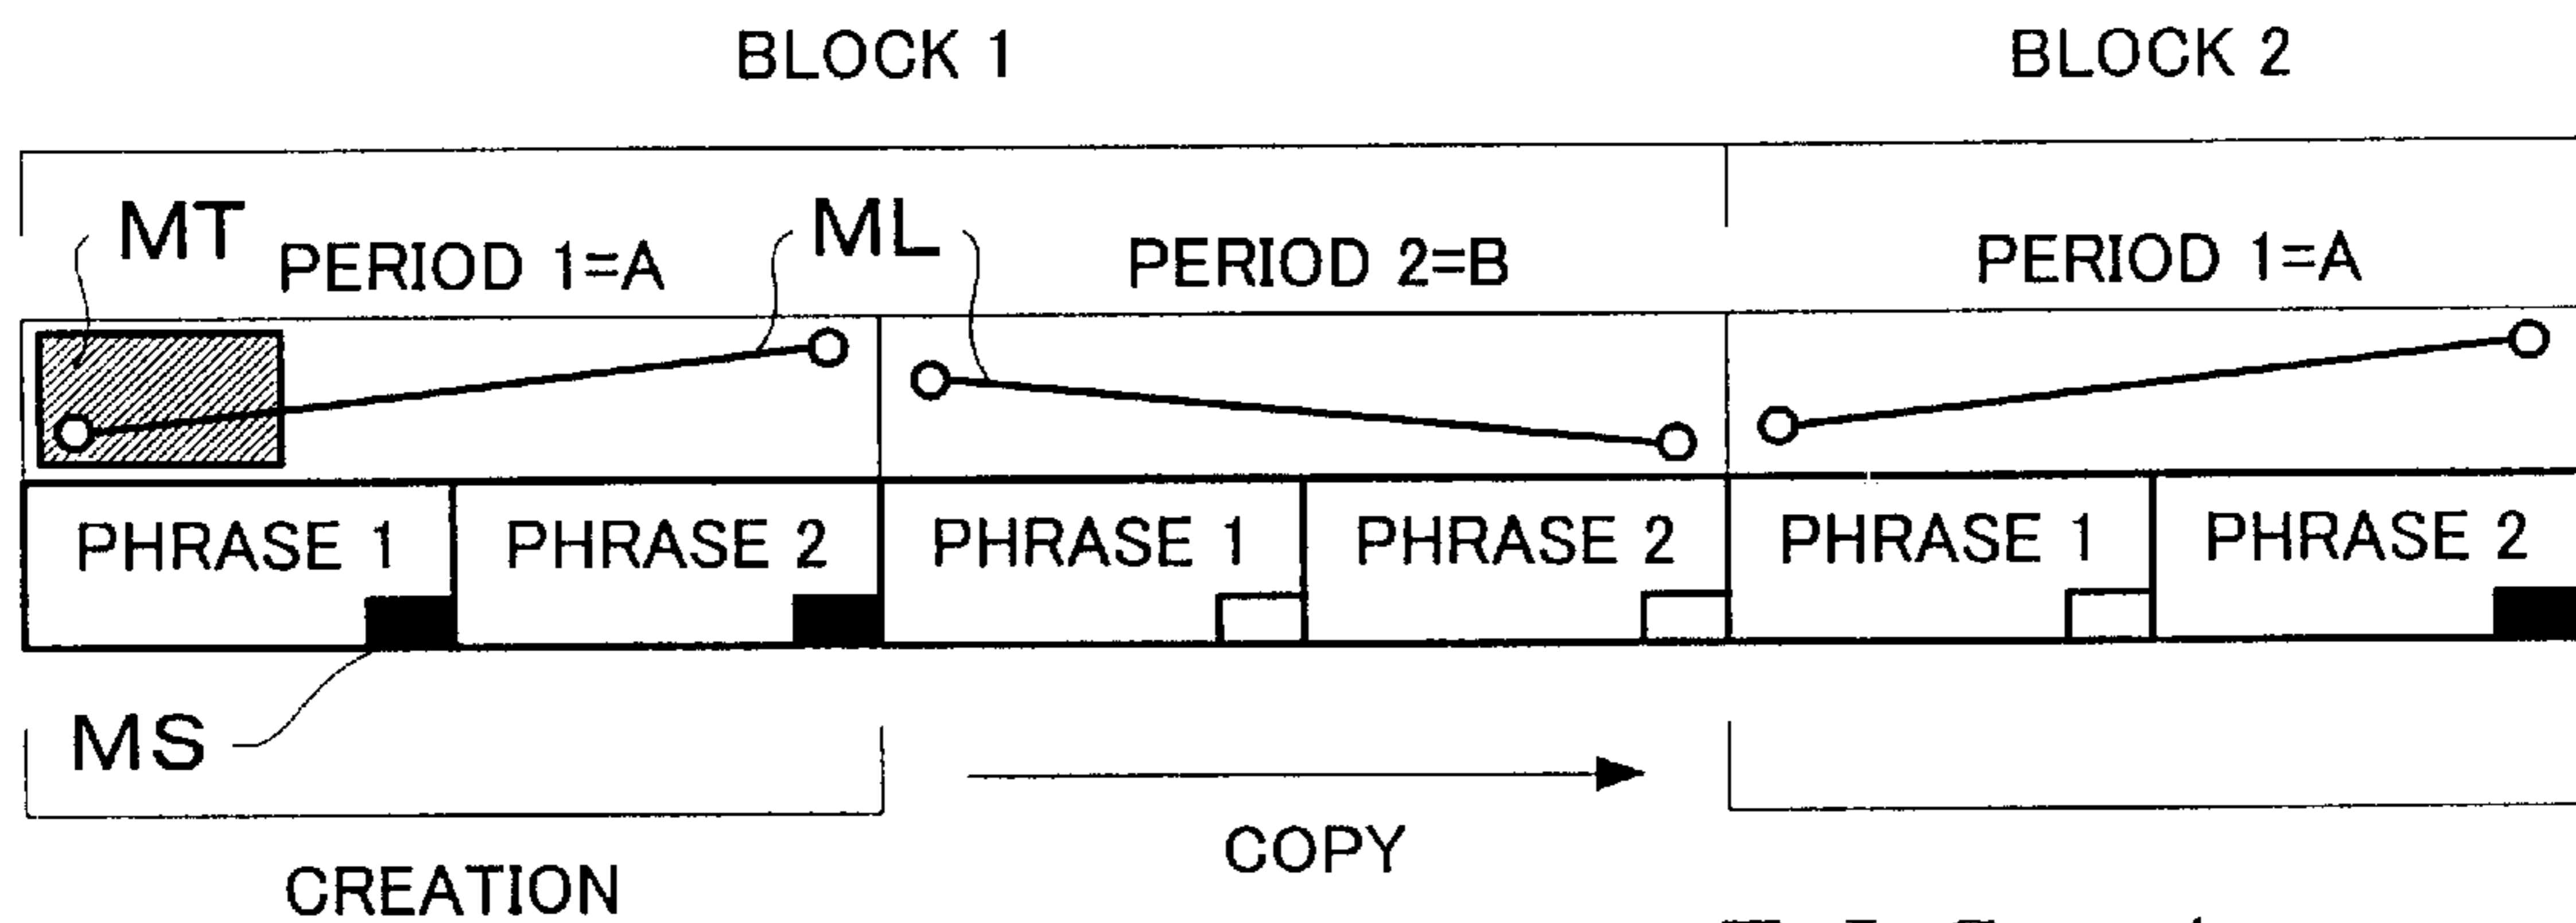 BLOCK 1 BLOCK 2
MT ML
PERIOD 1=A PERIOD 2=B PERIOD 1=A
PHRASE 1 PHRASE 2 PHRASE 1 PHRASE 2 PHRASE 1 PHRASE 2
MS
COPY
CREATION